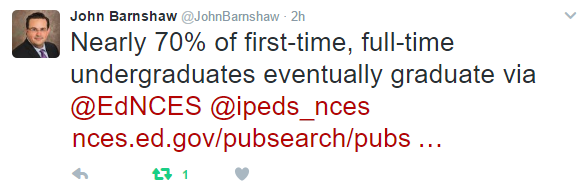 John Barnshaw @JohnBarnshaw · 2h
Nearly 70% of first-time, full-time
undergraduates eventually graduate via
@EdNCES @ipeds_nces
nces.ed.gov/pubsearch/pubs …
1